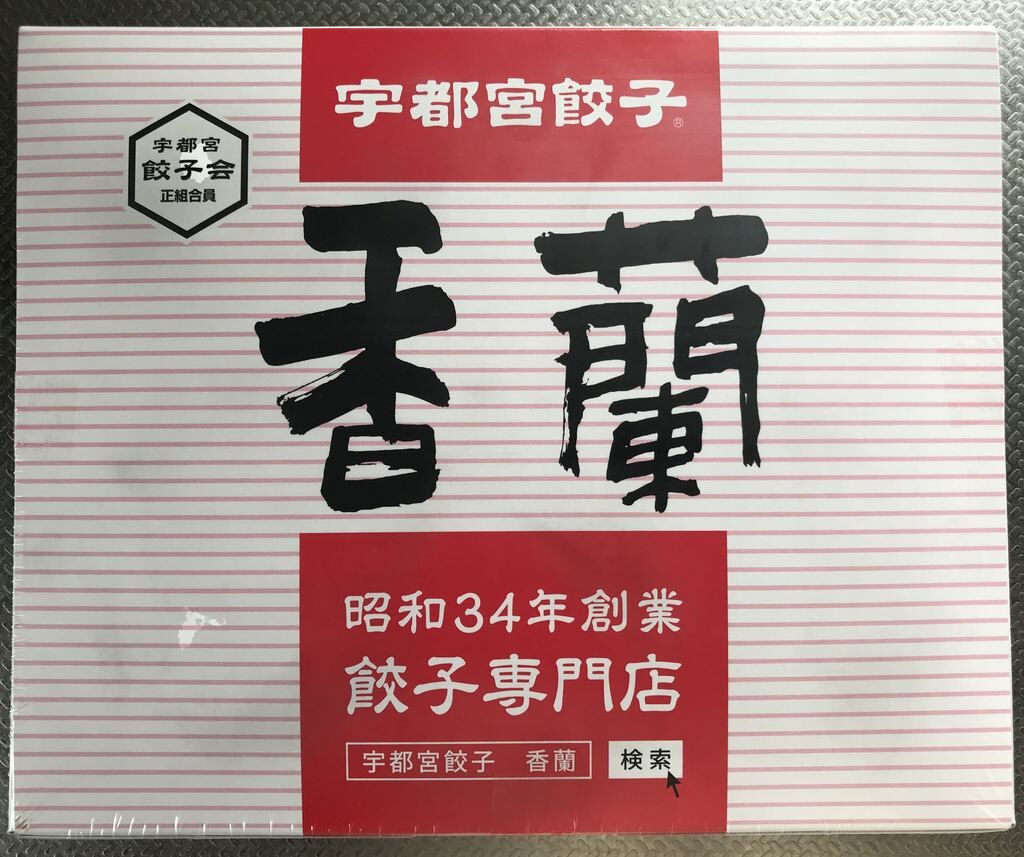 宇都宮餃子®
宇都宮
餃子会
正組合員
香蘭
昭和34年創業
餃子専門店
宇都宮餃子 香蘭 検索